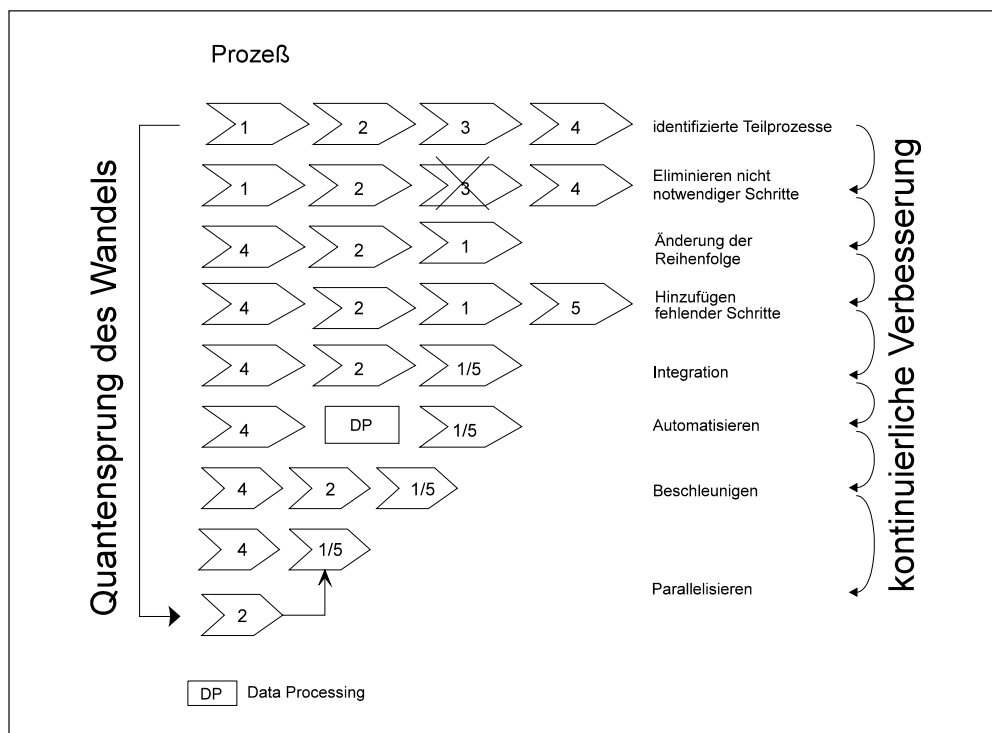 Prozeß
Quantensprung des Wandels
kontinuierliche Verbesserung
1 2 3 4 identifizierte Teilprozesse
1 2 3 4 Eliminieren nicht
notwendiger Schritte
4 2 1 Änderung der
Reihenfolge
4 2 1 5 Hinzufügen
fehlender Schritte
4 2 1/5 Integration
4 DP 1/5 Automatisieren
4 2 1/5 Beschleunigen
4 1/5
Parallelisieren
2
DP Data Processing